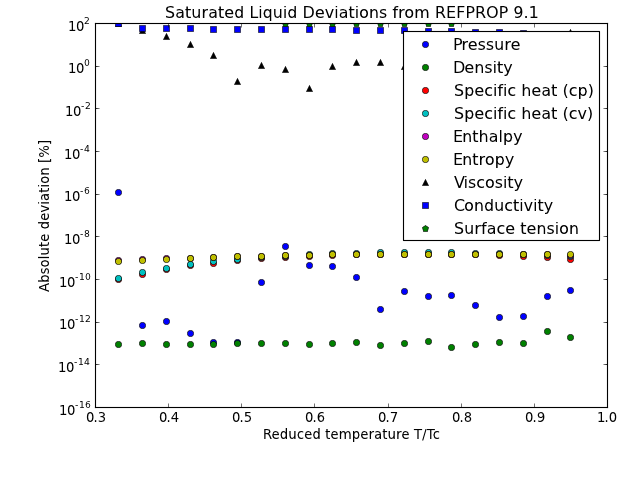 Saturated Liquid Deviations from REFPROP 9.1
10^2
10^0
10^-2
10^-4
10^-6
10^-8
10^-10
10^-12
10^-14
10^-16
Absolute deviation [%]
Pressure
Density
Specific heat (cp)
Specific heat (cv)
Enthalpy
Entropy
Viscosity
Conductivity
Surface tension
0.3 0.4 0.5 0.6 0.7 0.8 0.9 1.0
Reduced temperature T/Tc